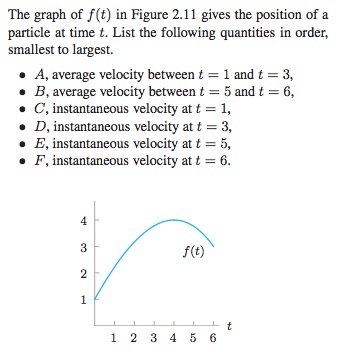 The graph of f(t) in Figure 2.11 gives the position of a
particle at time t. List the following quantities in order,
smallest to largest.
• A, average velocity between t = 1 and t = 3,
• B, average velocity between t = 5 and t = 6,
• C, instantaneous velocity at t = 1,
• D, instantaneous velocity at t = 3,
• E, instantaneous velocity at t = 5,
• F, instantaneous velocity at t = 6.
4
3
f(t)
2
1
t
1 2 3 4 5 6